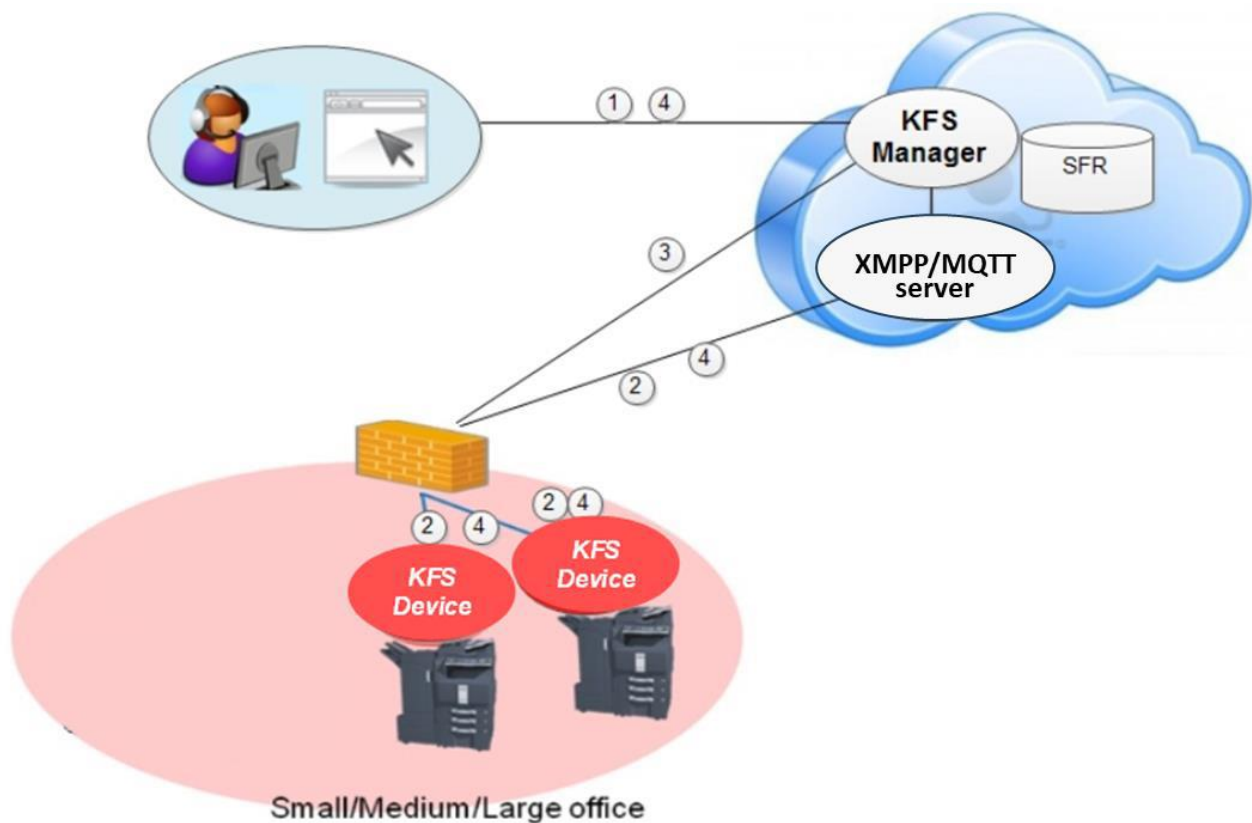 1 4
KFS
Manager
SFR
3
XMPP/MQTT
server
4
2
2 4
2 4
KFS
Device
KFS
Device
Small/Medium/Large office